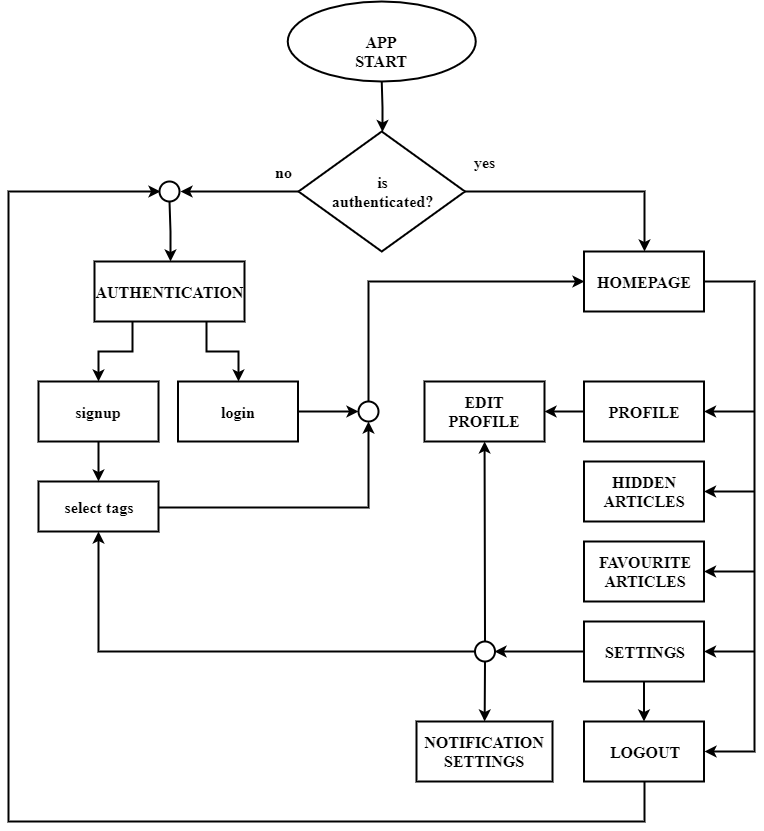 APP
START
no
yes
is
authenticated?
AUTHENTICATION
HOMEPAGE
signup
login
EDIT
PROFILE
PROFILE
HIDDEN
ARTICLES
select tags
FAVOURITE
ARTICLES
SETTINGS
NOTIFICATION
SETTINGS
LOGOUT